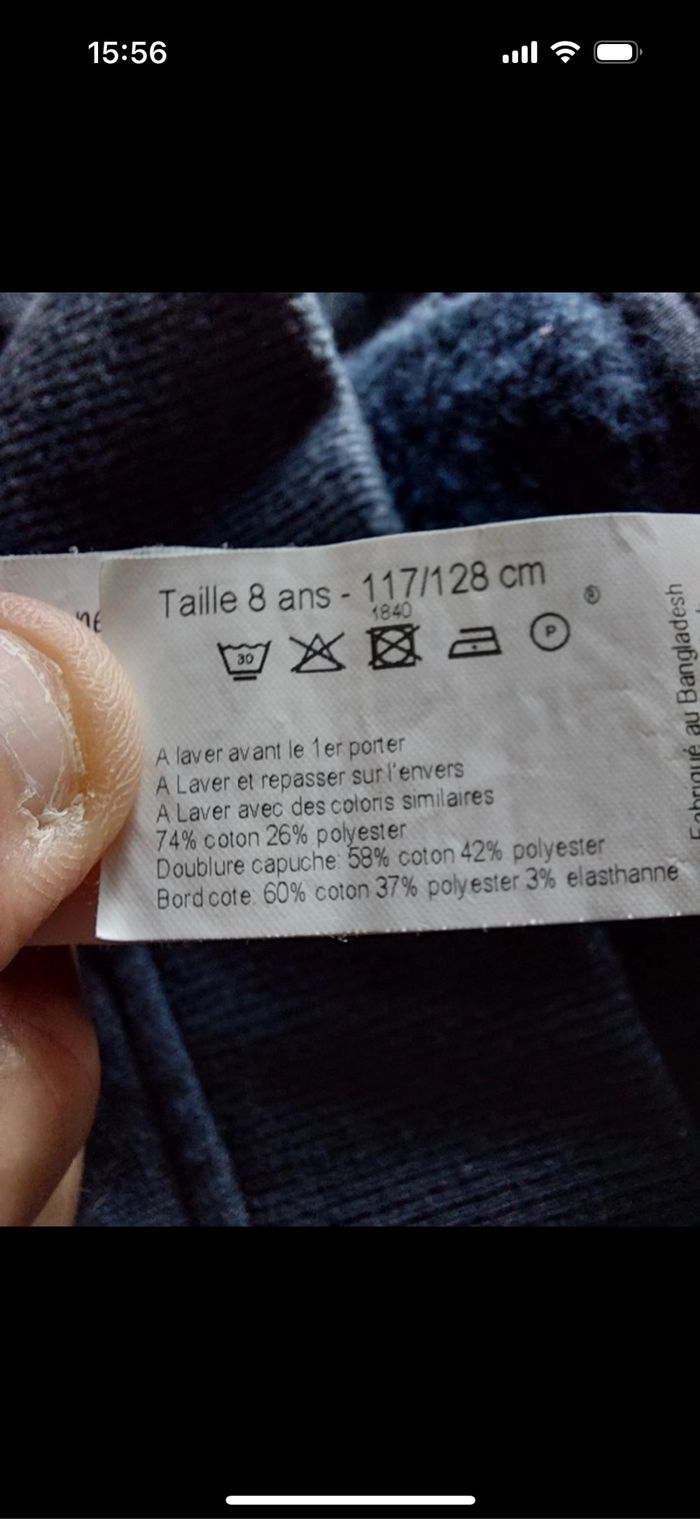 15:56
Taille 8 ans - 117/128 cm
1840
30
P
®
A laver avant le 1er porter
A Laver et repasser sur l'envers
A Laver avec des coloris similaires
74% coton 26% polyester
Doublure capuche: 58% coton 42% polyester
Bord cote: 60% coton 37% polyester 3% elasthanne
Fabriqué au Bangladesh